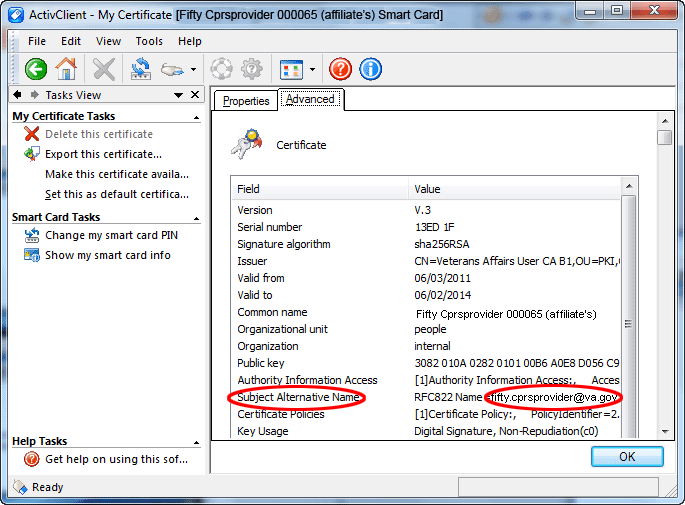 ActivClient - My Certificate [Fifty Cprsprovider 000065 (affiliate's) Smart Card]
File Edit View Tools Help
Tasks View
My Certificate Tasks
Delete this certificate
Export this certificate...
Make this certificate availa...
Set this as default certifica...
Smart Card Tasks
Change my smart card PIN
Show my smart card info
Help Tasks
Get help on using this sof...
Properties Advanced
Certificate
Field Value
Version V.3
Serial number 13ED 1F
Signature algorithm sha256RSA
Issuer CN=Veterans Affairs User CA B1,OU=PKI,
Valid from 06/03/2011
Valid to 06/02/2014
Common name Fifty Cprsprovider 000065 (affiliate's)
Organizational unit people
Organization internal
Public key 3082 010A 0282 0101 00B6 A0E8 D056 C9
Authority Information Access [1]Authority Information Access:, Acces
Subject Alternative Name RFC822 Name fifty.cprsprovider@va.gov
Certificate Policies [1]Certificate Policy:, PolicyIdentifier=2.
Key Usage Digital Signature, Non-Repudiation(c0)
OK
Ready